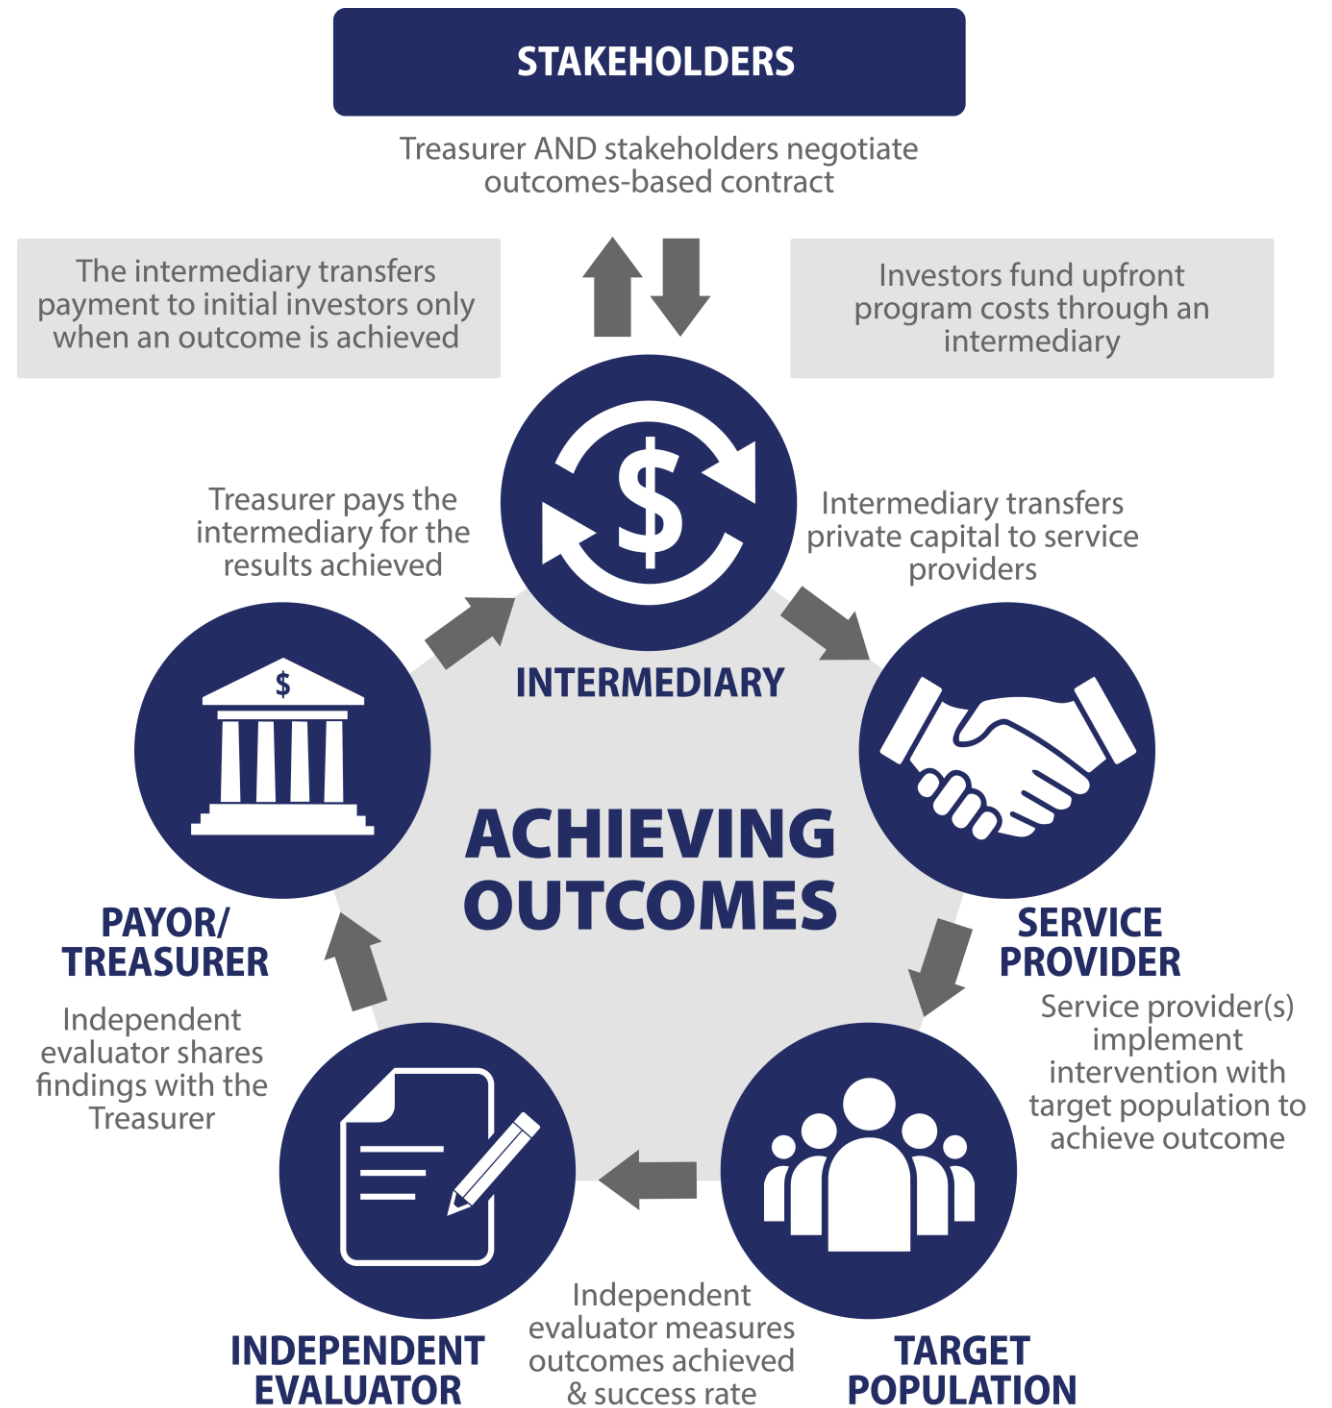 STAKEHOLDERS
Treasurer AND stakeholders negotiate
outcomes-based contract
The intermediary transfers
payment to initial investors only
when an outcome is achieved
Investors fund upfront
program costs through an
intermediary
$
Treasurer pays the
intermediary for the
results achieved
Intermediary transfers
private capital to service
providers
INTERMEDIARY
$
ACHIEVING
OUTCOMES
PAYOR/
TREASURER
SERVICE
PROVIDER
Independent
evaluator shares
findings with the
Treasurer
Service provider(s)
implement
intervention with
target population to
achieve outcome
Independent
evaluator measures
outcomes achieved
& success rate
INDEPENDENT
EVALUATOR
TARGET
POPULATION